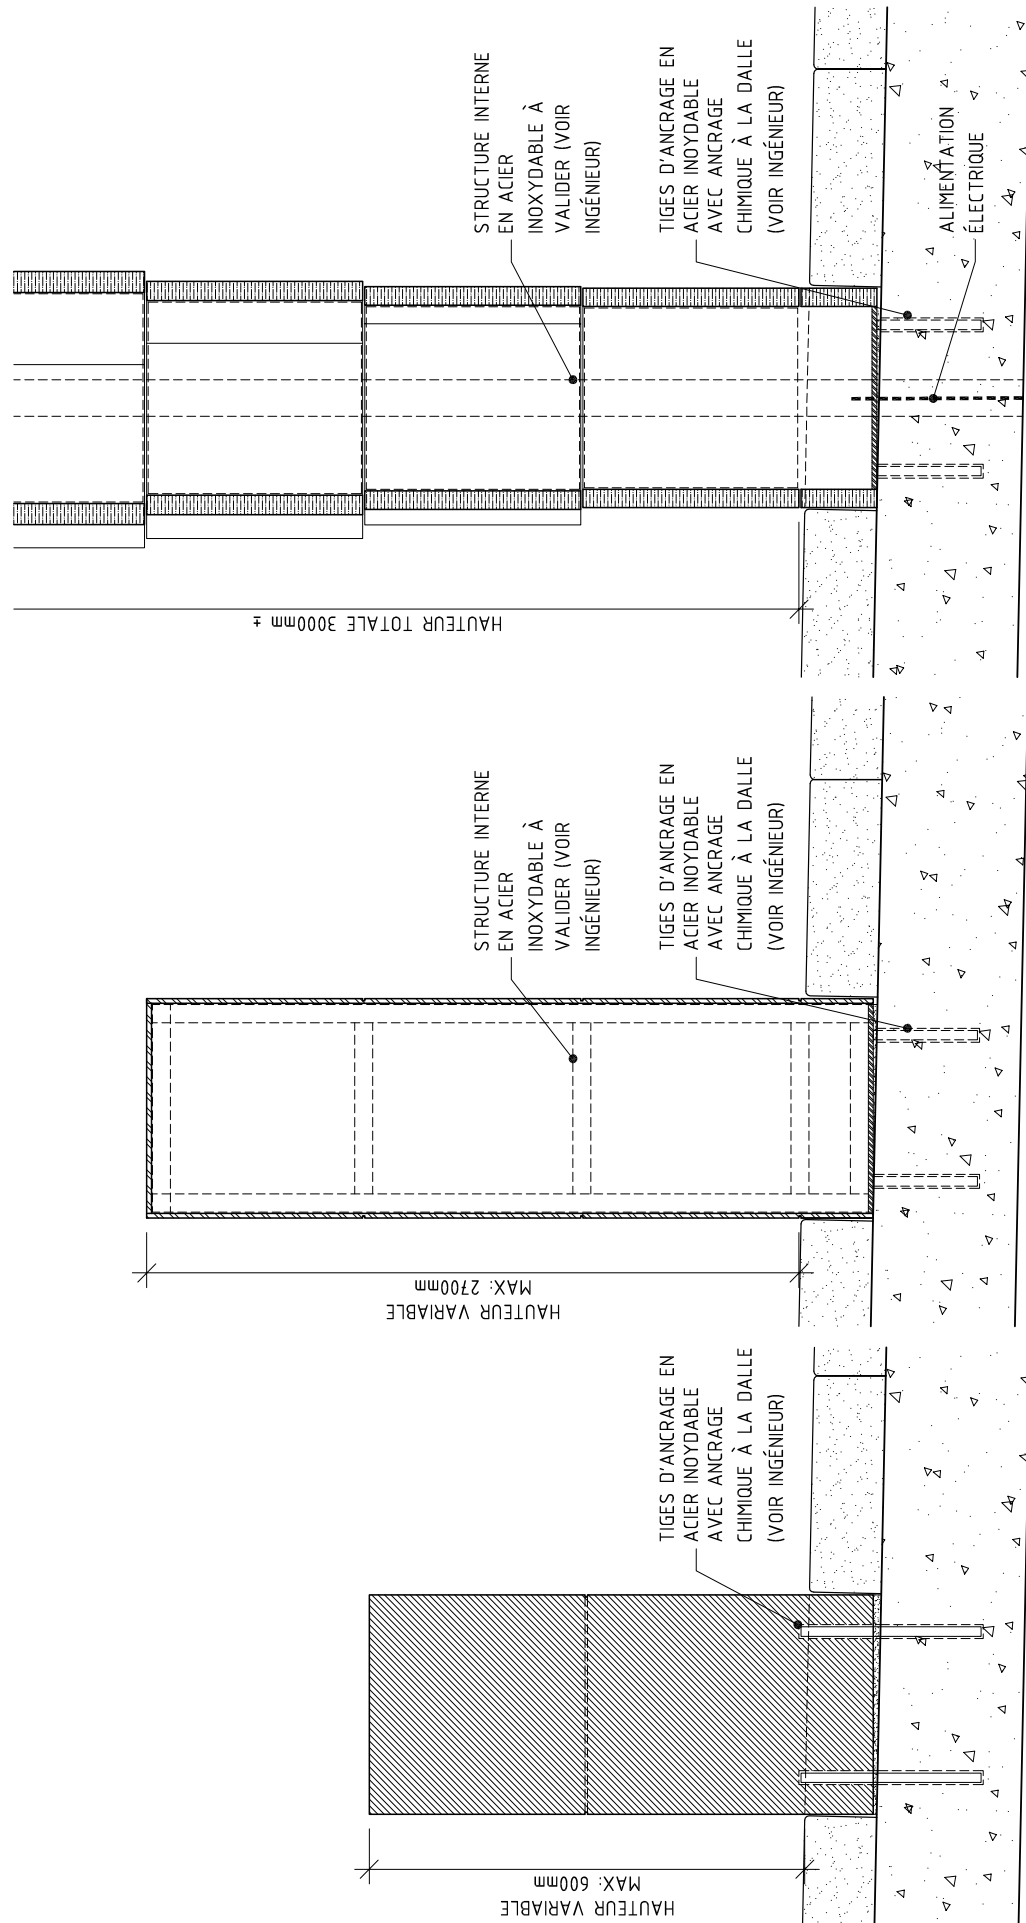 STRUCTURE INTERNE
EN ACIER
INOXYDABLE À
VALIDER (VOIR
INGÉNIEUR)
TIGES D'ANCRAGE EN
ACIER INOYDABLE
AVEC ANCRAGE
CHIMIQUE À LA DALLE
(VOIR INGÉNIEUR)
ALIMENTATION
ÉLECTRIQUE
HAUTEUR TOTALE 3000mm ±
STRUCTURE INTERNE
EN ACIER
INOXYDABLE À
VALIDER (VOIR
INGÉNIEUR)
TIGES D'ANCRAGE EN
ACIER INOYDABLE
AVEC ANCRAGE
CHIMIQUE À LA DALLE
(VOIR INGÉNIEUR)
HAUTEUR VARIABLE
MAX: 2700mm
TIGES D'ANCRAGE EN
ACIER INOYDABLE
AVEC ANCRAGE
CHIMIQUE À LA DALLE
(VOIR INGÉNIEUR)
HAUTEUR VARIABLE
MAX: 600mm